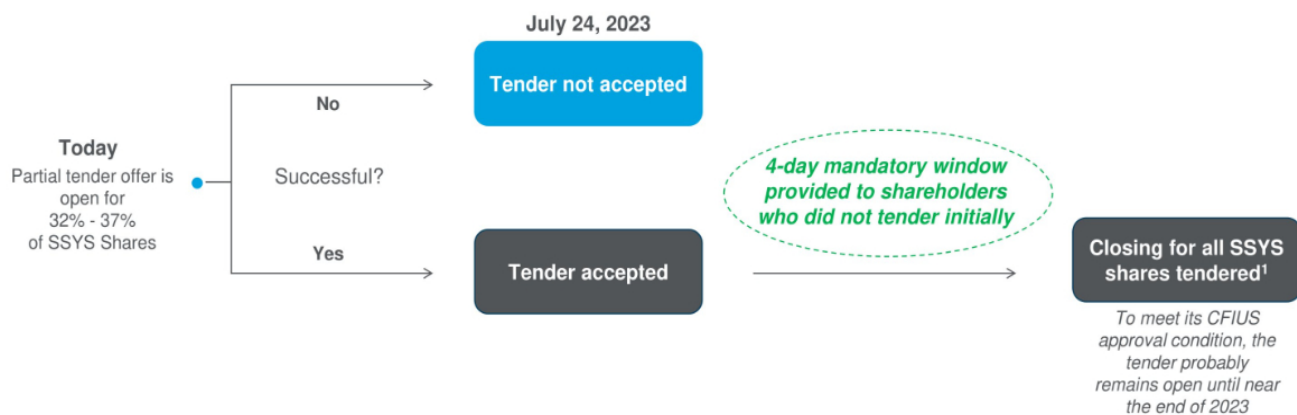 July 24, 2023
Tender not accepted
No
Today
Partial tender offer is
open for
32% - 37%
of SSYS Shares
Successful?
4-day mandatory window
provided to shareholders
who did not tender initially
Yes
Tender accepted
Closing for all SSYS
shares tendered¹
To meet its CFIUS
approval condition, the
tender probably
remains open until near
the end of 2023